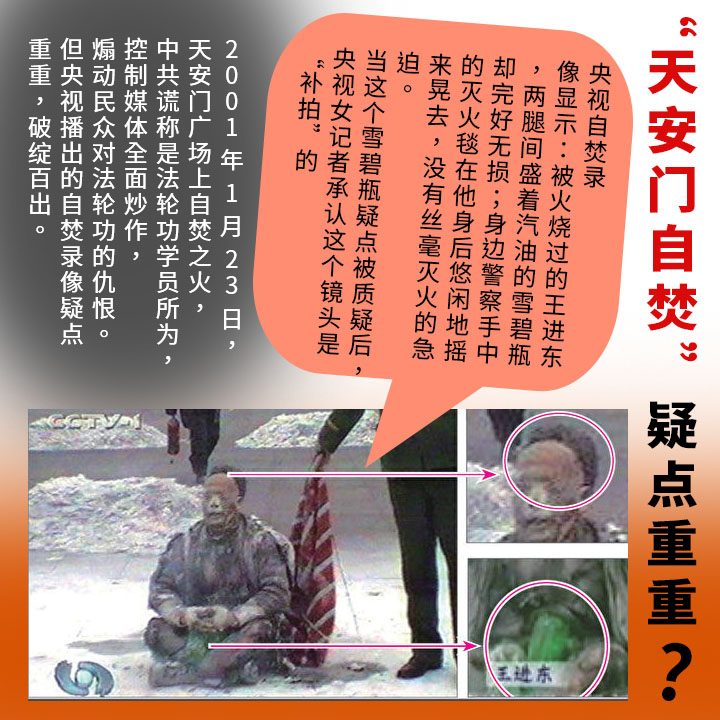 “天安门自焚”疑点重重？
央视自焚录
像显示：被火烧过的王进东
，两腿间盛着汽油的雪碧瓶
却完好无损；身边警察手中
的灭火毯在他身后悠闲地摇
来晃去，没有丝毫灭火的急
迫。
当这个雪碧瓶疑点被质疑后，
央视女记者承认这个镜头是
“补拍”的
2001年1月23日，
天安门广场上自焚之火，
中共谎称是法轮功学员所为，
控制媒体全面炒作，
煽动民众对法轮功的仇恨。
但央视播出的自焚录像疑点
重重，破绽百出。
CCTV-1
王进东